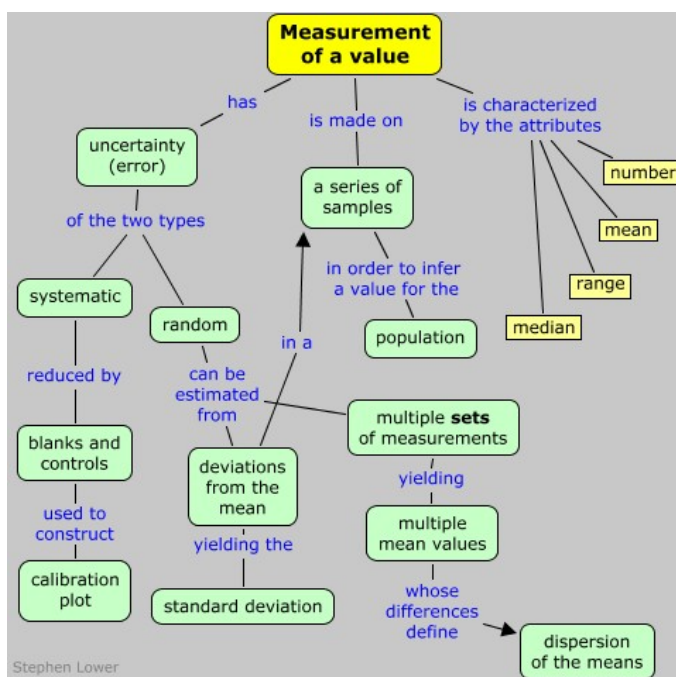 Measurement
of a value
has
is made on
is characterized
by the attributes
uncertainty
(error)
a series of
samples
number
mean
range
median
of the two types
in order to infer
a value for the
systematic
random
population
in a
reduced by
can be
estimated
from
multiple sets
of measurements
blanks and
controls
deviations
from the
mean
yielding
used to
construct
yielding the
multiple
mean values
calibration
plot
standard deviation
whose
differences
define
dispersion
of the means
Stephen Lower